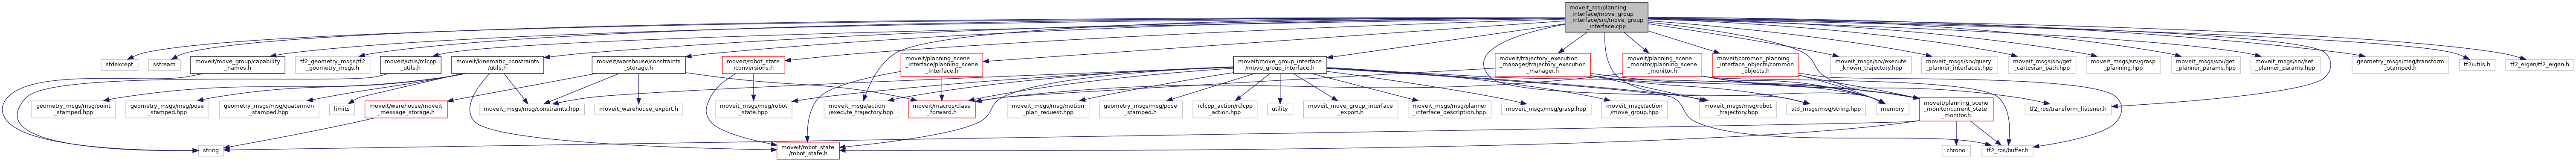 moveit_ros/planning
_interface/move_group
_interface/src/move_group
_interface.cpp
stdexcept
sstream
moveit/move_group/capability
_names.h
tf2_geometry_msgs/tf2
_geometry_msgs.h
moveit/utils/rclcpp
_utils.h
moveit/kinematic_constraints
/utils.h
moveit/warehouse/constraints
_storage.h
moveit/robot_state
/conversions.h
moveit/planning_scene
_interface/planning_scene
_interface.h
moveit/move_group_interface
/move_group_interface.h
moveit/trajectory_execution
_manager/trajectory_execution
_manager.h
moveit/planning_scene
_monitor/planning_scene
_monitor.h
moveit/common_planning
_interface_objects/common
_objects.h
moveit_msgs/srv/execute
_known_trajectory.hpp
moveit_msgs/srv/query
_planner_interfaces.hpp
moveit_msgs/srv/get
_cartesian_path.hpp
moveit_msgs/srv/grasp
_planning.hpp
moveit_msgs/srv/get
_planner_params.hpp
moveit_msgs/srv/set
_planner_params.hpp
geometry_msgs/msg/transform
_stamped.hpp
tf2/utils.h
tf2_eigen/tf2_eigen.h
geometry_msgs/msg/point
_stamped.hpp
geometry_msgs/msg/pose
_stamped.hpp
geometry_msgs/msg/quaternion
_stamped.hpp
limits
moveit/warehouse/moveit
_message_storage.h
moveit_msgs/msg/constraints.hpp
moveit_warehouse_export.h
moveit_msgs/msg/robot
_state.hpp
moveit_msgs/action
/execute_trajectory.hpp
moveit/macros/class
_forward.h
moveit_msgs/msg/motion
_plan_request.hpp
geometry_msgs/msg/pose
_stamped.h
rclcpp_action/rclcpp
_action.hpp
utility
moveit_move_group_interface
_export.h
moveit_msgs/msg/planner
_interface_description.hpp
moveit_msgs/msg/grasp.hpp
moveit_msgs/action
/move_group.hpp
moveit_msgs/msg/robot
_trajectory.hpp
std_msgs/msg/string.hpp
memory
moveit/planning_scene
_monitor/current_state
_monitor.h
tf2_ros/transform_listener.h
string
moveit/robot_state
/robot_state.h
chrono
tf2_ros/buffer.h